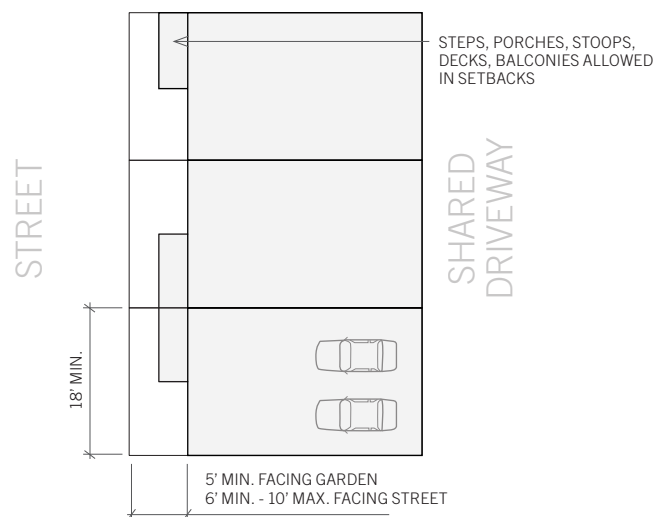 STEPS, PORCHES, STOOPS,
DECKS, BALCONIES ALLOWED
IN SETBACKS
STREET
SHARED
DRIVEWAY
18' MIN.
5' MIN. FACING GARDEN
6' MIN. - 10' MAX. FACING STREET